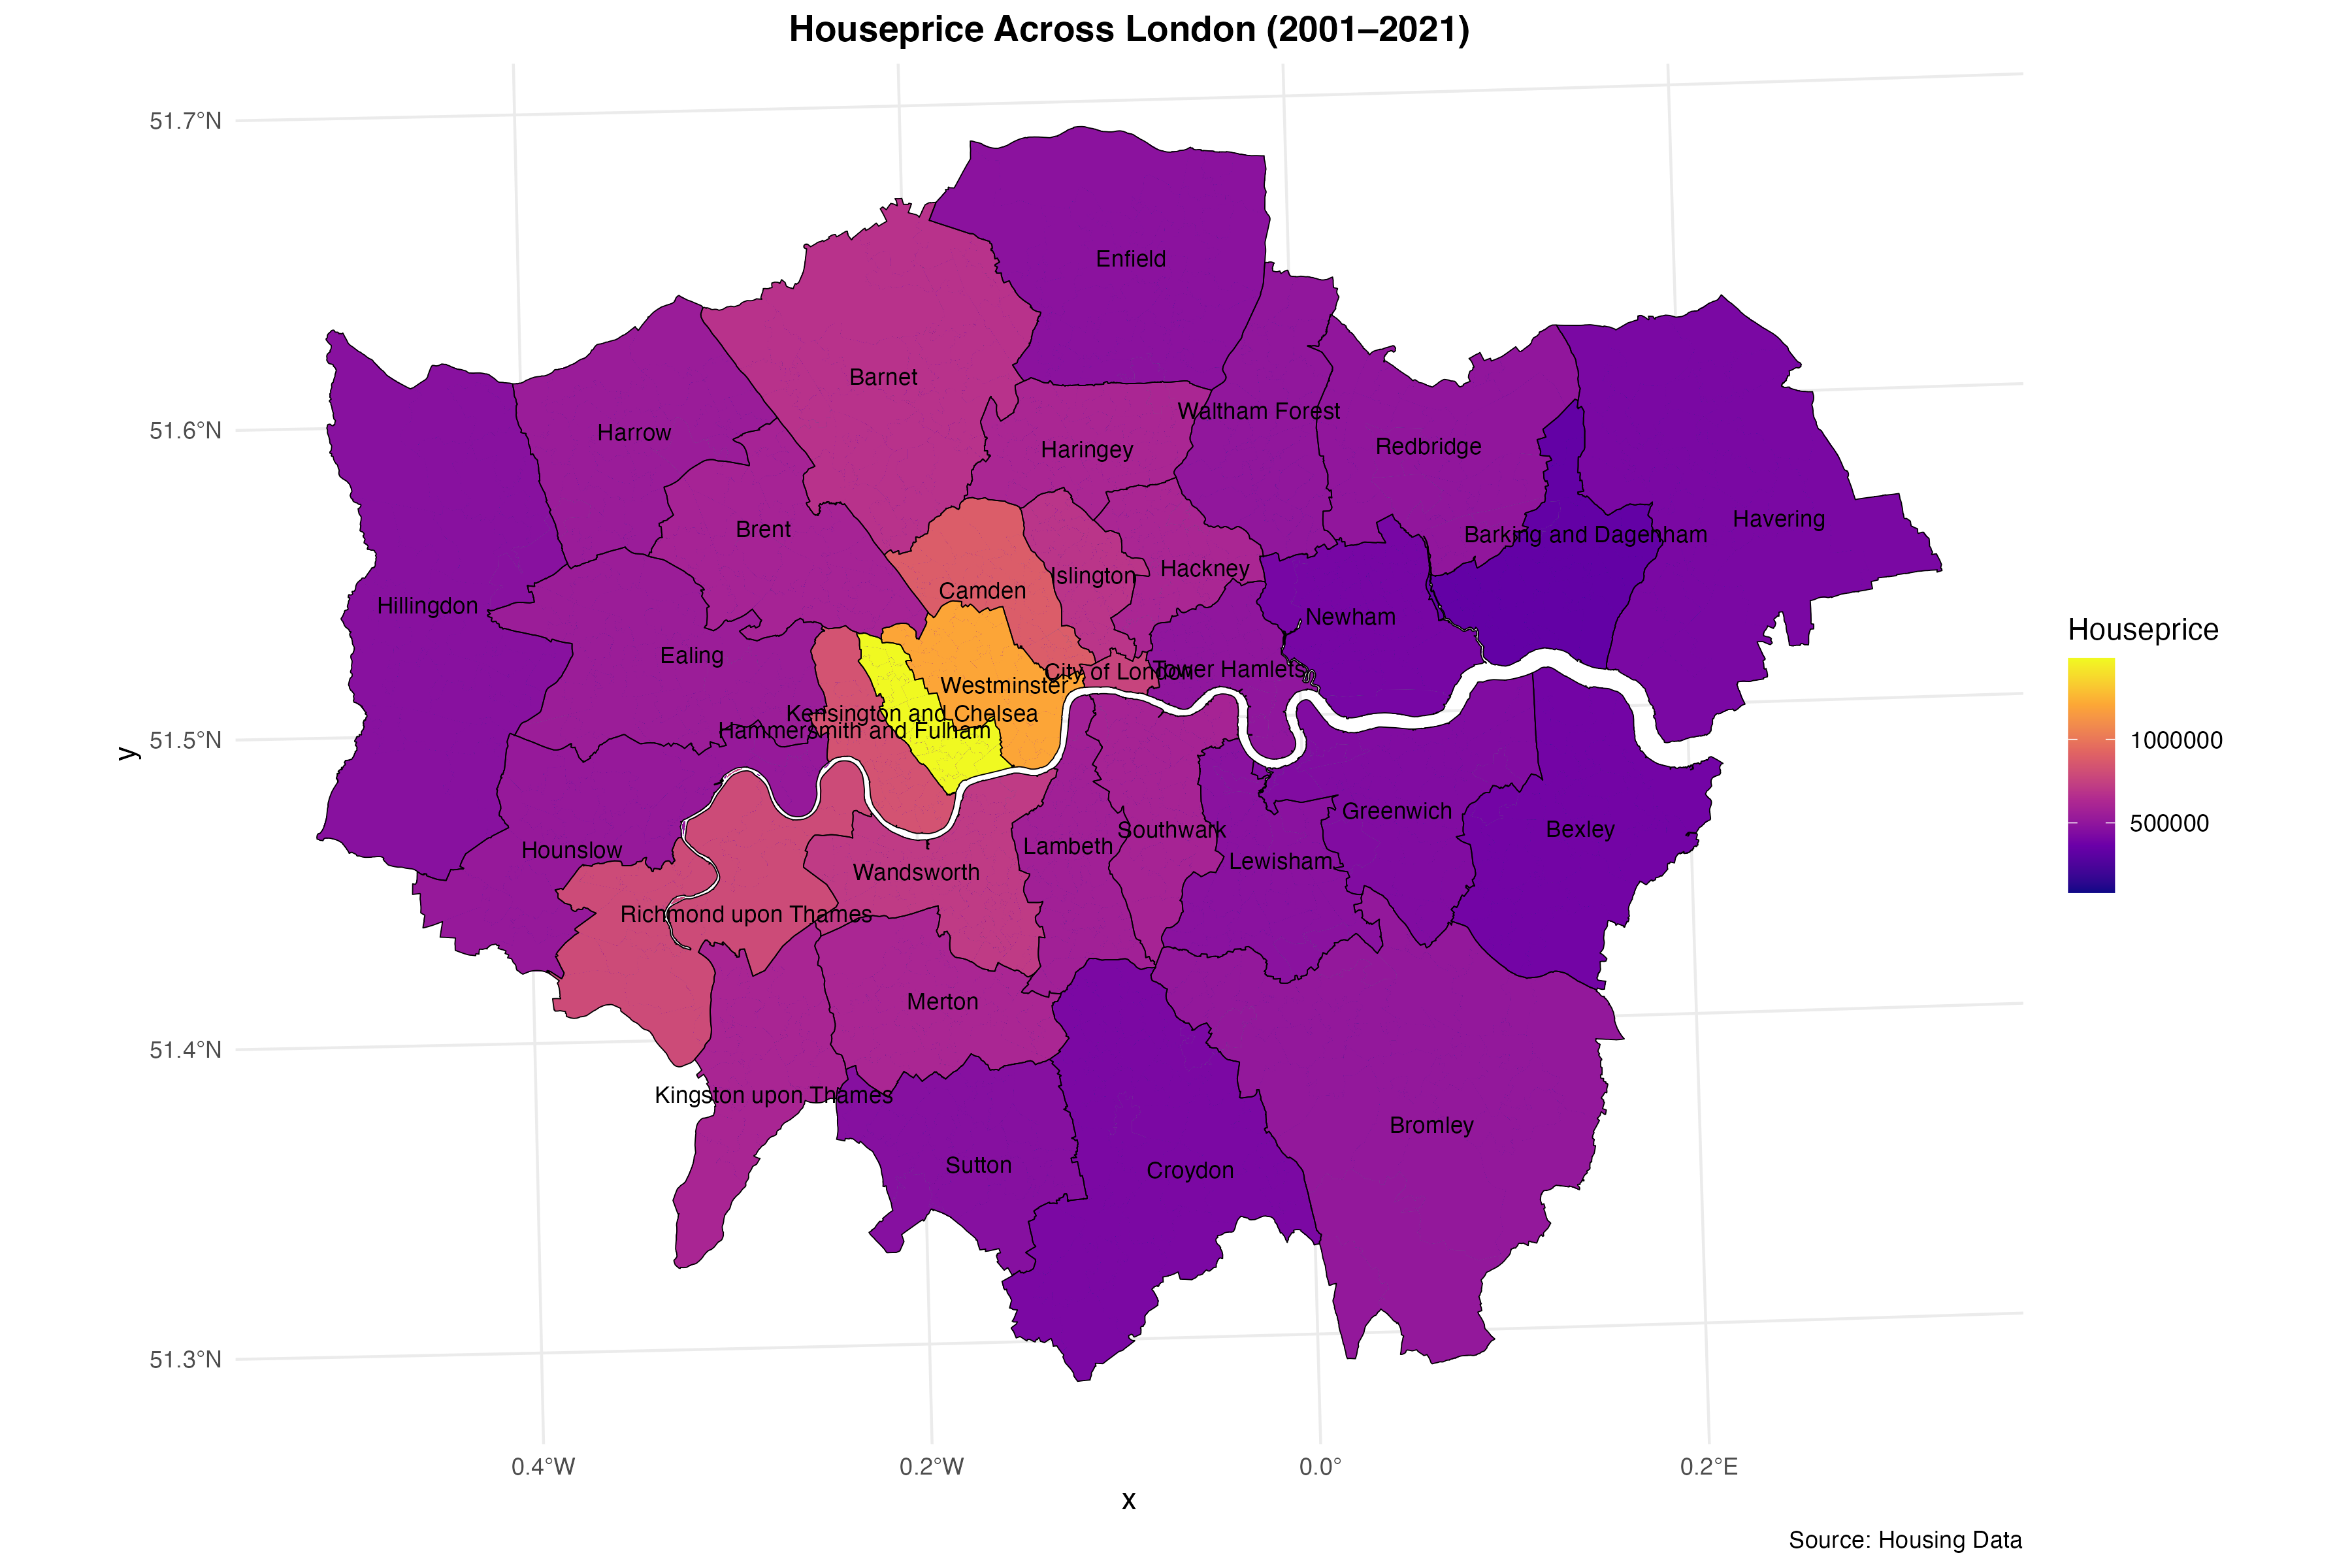 Houseprice Across London (2001–2021)
51.7°N
Enfield
Barnet
Waltham Forest
51.6°N
Harrow
Redbridge
Haringey
Havering
Brent
Barking and Dagenham
Hackney
Islington
Camden
Hillingdon
Newham
Houseprice
Ealing
Tower Hamlets
City of London
Westminster
Kensington and Chelsea
Hammersmith and Fulham
51.5°N
1000000
y
Greenwich
500000
Bexley
Southwark
Lambeth
Hounslow
Lewisham
Wandsworth
Richmond upon Thames
Merton
51.4°N
Kingston upon Thames
Bromley
Sutton
Croydon
51.3°N
0.4°W
0.2°W
0.0°
0.2°E
x
Source: Housing Data